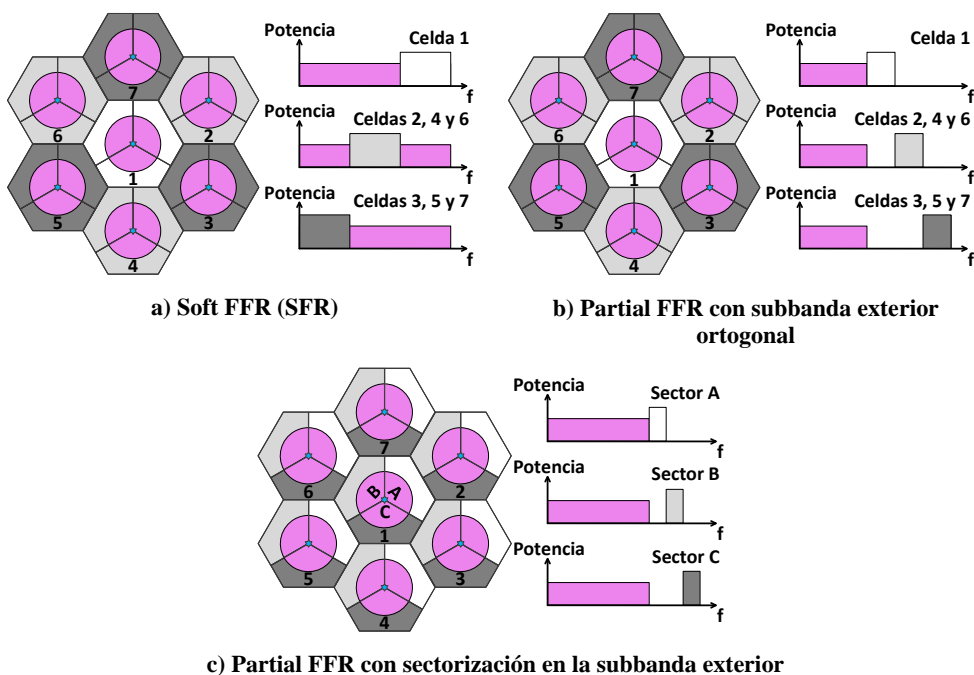 Potencia
Celda 1
f
7
6
2
1
5
3
4
Potencia
Celdas 2, 4 y 6
f
Potencia
Celdas 3, 5 y 7
f
a) Soft FFR (SFR)
Potencia
Celda 1
f
7
6
2
1
5
3
4
Potencia
Celdas 2, 4 y 6
f
Potencia
Celdas 3, 5 y 7
f
b) Partial FFR con subbanda exterior
ortogonal
7
6
2
B A
C
1
5
3
4
Potencia
Sector A
f
Potencia
Sector B
f
Potencia
Sector C
f
c) Partial FFR con sectorización en la subbanda exterior